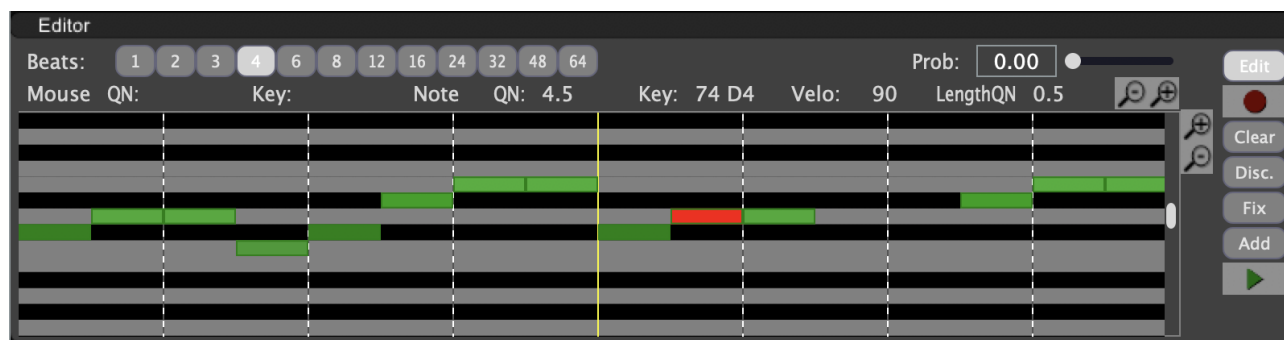 Editor
Beats: 1 2 3 4 6 8 12 16 24 32 48 64 Prob: 0.00 Edit
Mouse QN: Key: Note QN: 4.5 Key: 74 D4 Velo: 90 LengthQN 0.5
Clear
Disc.
Fix
Add